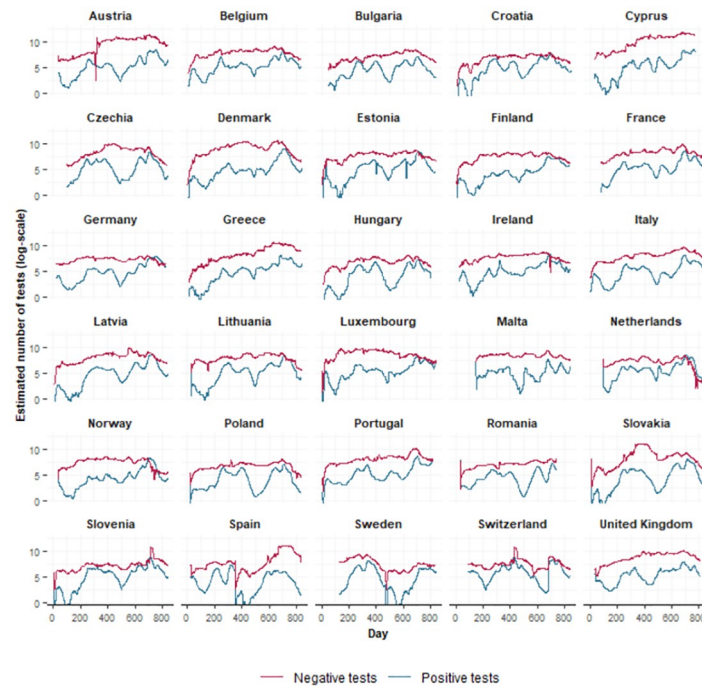 Austria Belgium Bulgaria Croatia Cyprus
10
5
0
Czechia Denmark Estonia Finland France
10
5
0
Germany Greece Hungary Ireland Italy
10
5
0
Latvia Lithuania Luxembourg Malta Netherlands
10
5
0
Norway Poland Portugal Romania Slovakia
10
5
0
Slovenia Spain Sweden Switzerland United Kingdom
10
5
0
0 200 400 600 800 0 200 400 600 800 0 200 400 600 800 0 200 400 600 800 0 200 400 600 800
Estimated number of tests (log-scale)
Day
Negative tests Positive tests